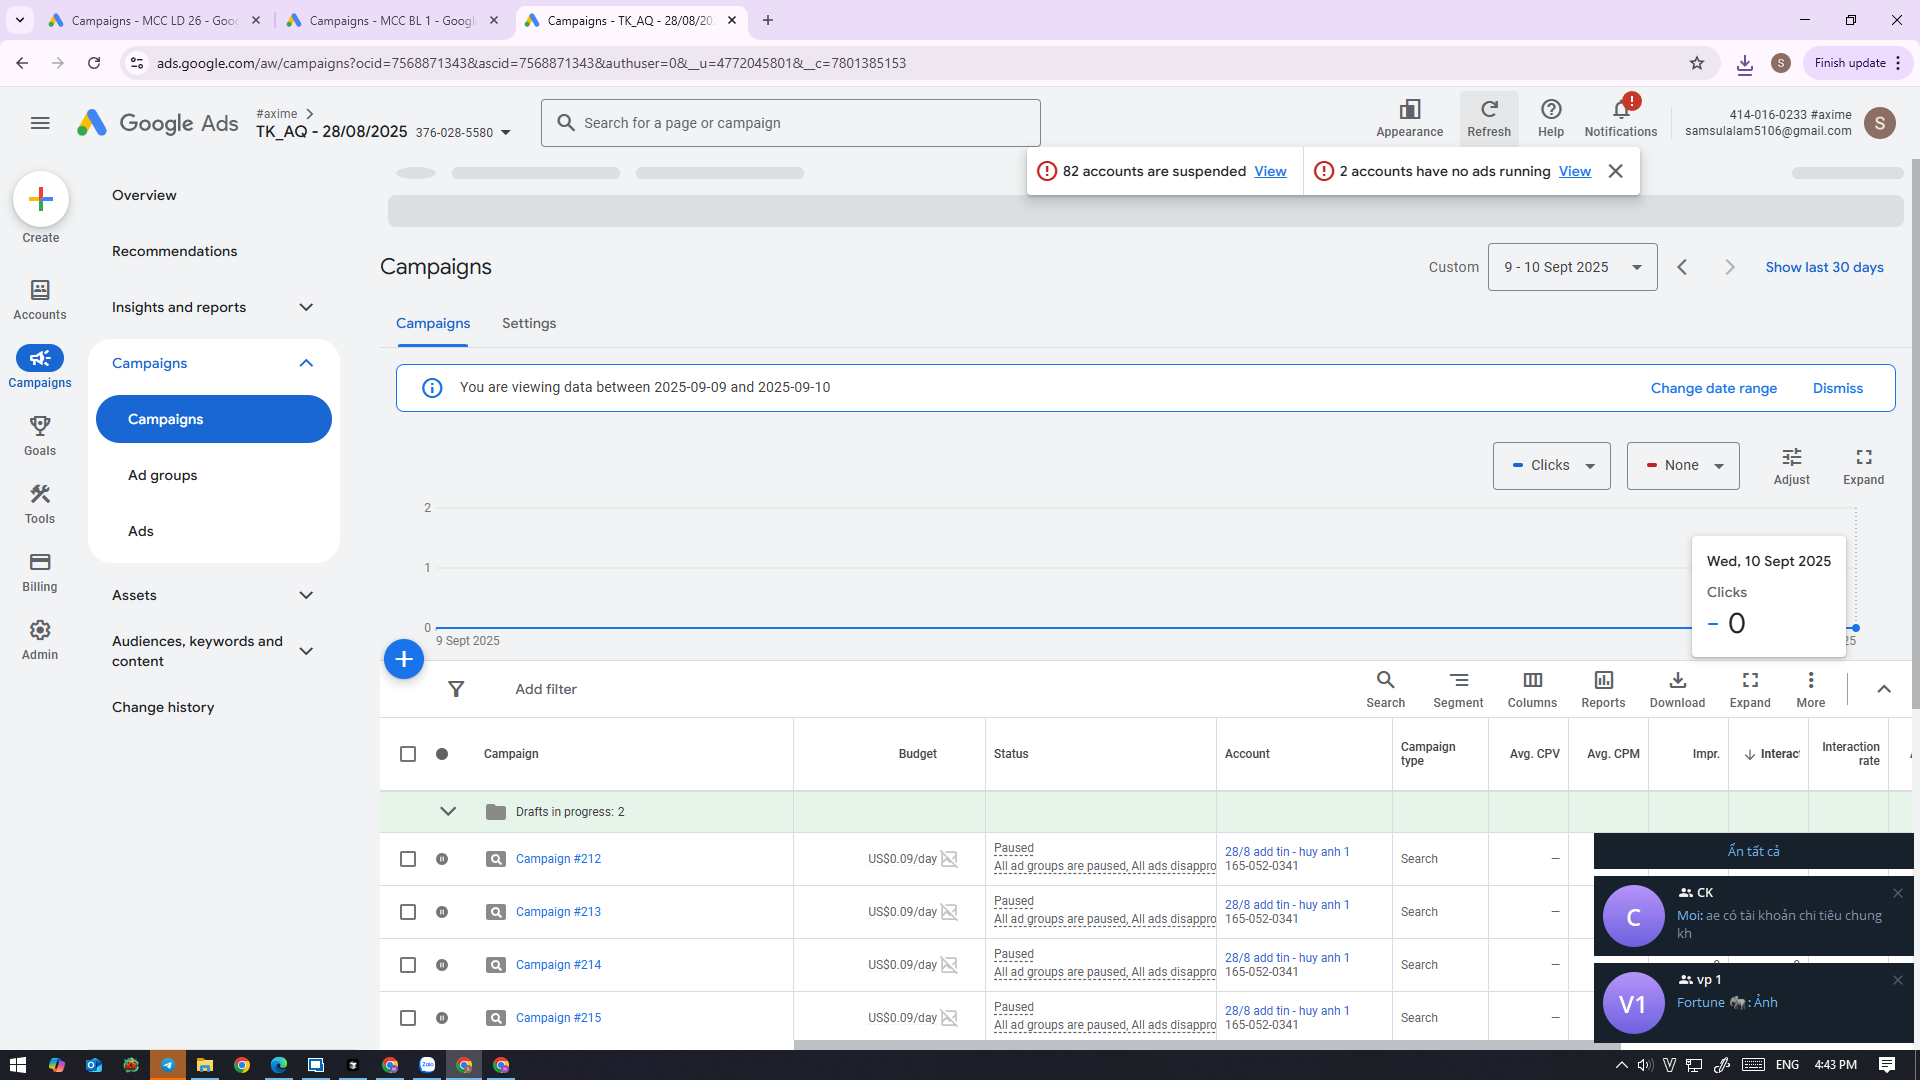 Campaigns - MCC LD 26 - Goo
Campaigns - MCC BL 1 - Google
Campaigns - TK_AQ - 28/08/20
ads.google.com/aw/campaigns?ocid=7568871343&ascid=7568871343&authuser=0&__u=4772045801&__c=7801385153
S
Finish update
Google Ads
#axime
TK_AQ - 28/08/2025 376-028-5580
Search for a page or campaign
Appearance
Refresh
Help
Notifications
414-016-0233 #axime
samsulalam5106@gmail.com
S
82 accounts are suspended View
2 accounts have no ads running View
Create
Accounts
Campaigns
Goals
Tools
Billing
Admin
Overview
Recommendations
Insights and reports
Campaigns
Campaigns
Ad groups
Ads
Assets
Audiences, keywords and
content
Change history
Campaigns
Custom
9 - 10 Sept 2025
Show last 30 days
Campaigns
Settings
You are viewing data between 2025-09-09 and 2025-09-10
Change date range
Dismiss
Clicks
None
Adjust
Expand
2
1
0
9 Sept 2025
25
Wed, 10 Sept 2025
Clicks
0
Add filter
Search
Segment
Columns
Reports
Download
Expand
More
Campaign
Budget
Status
Account
Campaign
type
Avg. CPV
Avg. CPM
Impr.
Interac
Interaction
rate
Drafts in progress: 2
Campaign #212
US$0.09/day
Paused
All ad groups are paused, All ads disappro
28/8 add tin - huy anh 1
165-052-0341
Search
—
Campaign #213
US$0.09/day
Paused
All ad groups are paused, All ads disappro
28/8 add tin - huy anh 1
165-052-0341
Search
—
Campaign #214
US$0.09/day
Paused
All ad groups are paused, All ads disappro
28/8 add tin - huy anh 1
165-052-0341
Search
—
Campaign #215
US$0.09/day
Paused
All ad groups are paused, All ads disappro
28/8 add tin - huy anh 1
165-052-0341
Search
—
Ẩn tất cả
C
CK
Moi: ae có tài khoản chi tiêu chung
kh
V1
vp 1
Fortune 🐘: Ảnh
Zalo
ENG
4:43 PM